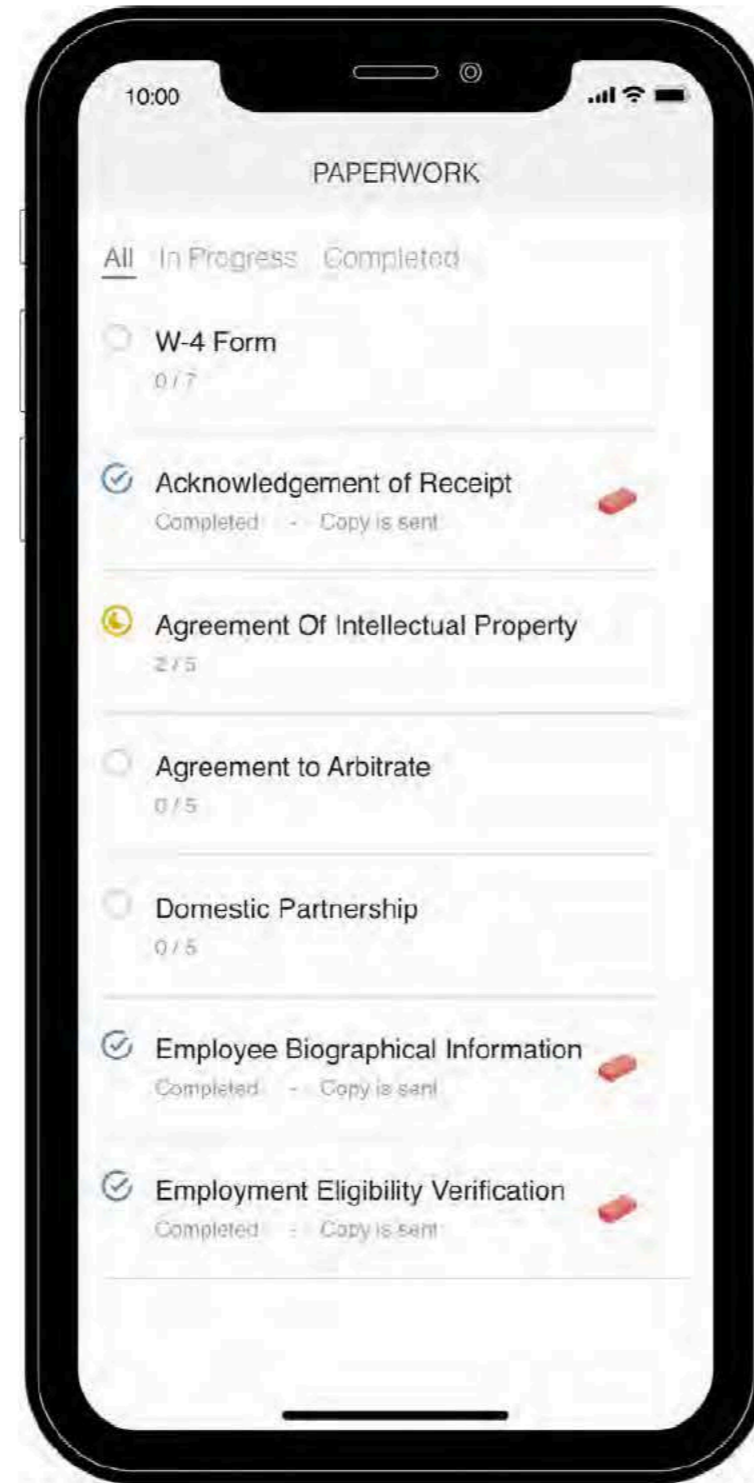 10:00
PAPERWORK
All In Progress Completed
W-4 Form
0 / 7
Acknowledgement of Receipt
Completed - Copy is sent
Agreement Of Intellectual Property
2 / 5
Agreement to Arbitrate
0 / 5
Domestic Partnership
0 / 5
Employee Biographical Information
Completed - Copy is sent
Employment Eligibility Verification
Completed - Copy is sent